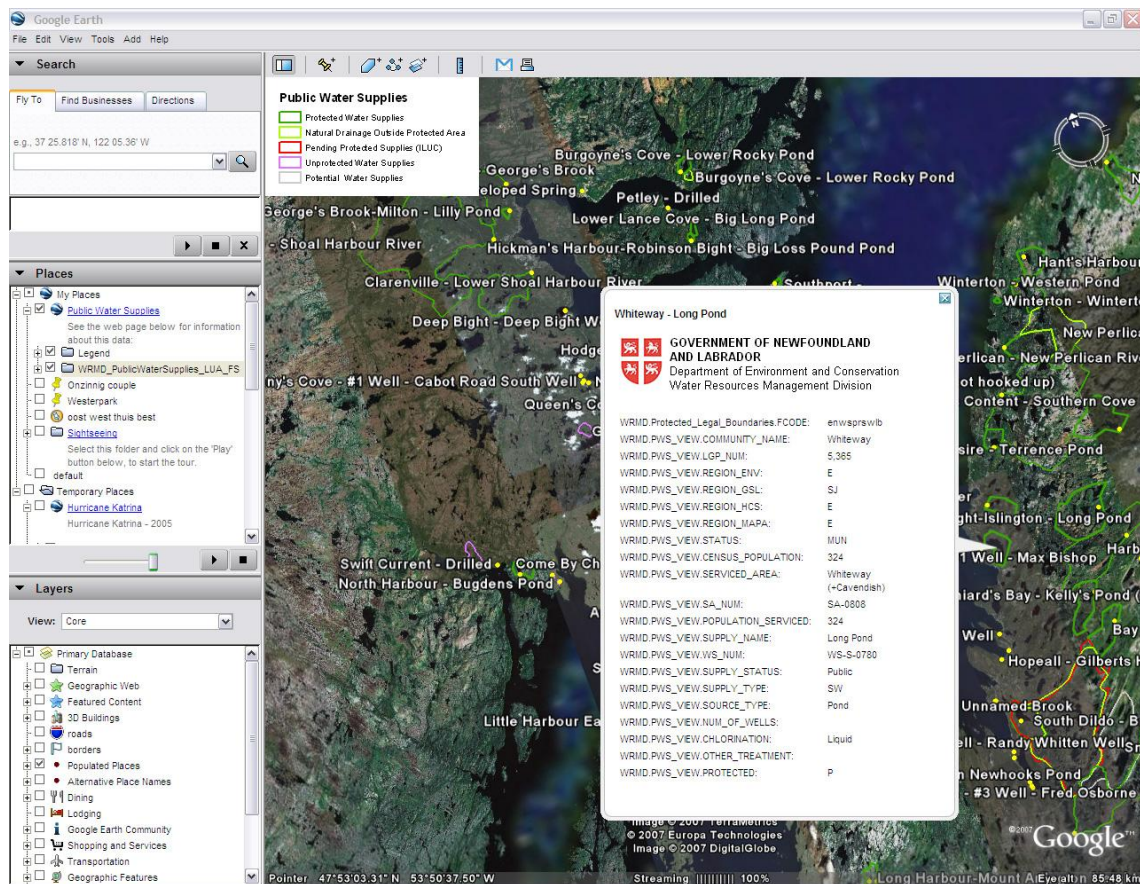 Google Earth
File Edit View Tools Add Help
Search
Fly To Find Businesses Directions
e.g., 37 25.818' N, 122 05.36' W
Places
My Places
Public Water Supplies
See the web page below for information
about this data:
Legend
WRMD_PublicWaterSupplies_LUA_FS
Onzinnig couple
Westerpark
oost west thuis best
Sightseeing
Select this folder and click on the 'Play'
button below, to start the tour.
default
Temporary Places
Hurricane Katrina
Hurricane Katrina - 2005
Layers
View: Core
Primary Database
Terrain
Geographic Web
Featured Content
3D Buildings
roads
borders
Populated Places
Alternative Place Names
Dining
Lodging
Google Earth Community
Shopping and Services
Transportation
Geographic Features
Public Water Supplies
Protected Water Supplies
Natural Drainage Outside Protected Area
Pending Protected Supplies (ILUC)
Unprotected Water Supplies
Potential Water Supplies
N
Burgoyne's Cove - Lower Rocky Pond
George's Brook
Burgoyne's Cove - Lower Rocky Pond
eloped Spring
Petley - Drilled
George's Brook-Milton - Lilly Pond
Lower Lance Cove - Big Long Pond
- Shoal Harbour River
Hickman's Harbour-Robinson Bight - Big Loss Pound Pond
Hant's Harbou
Clarenville - Lower Shoal Harbour River
Southport -
Winterton - Western Pond
Winterton - Wintert
Deep Bight - Deep Bight W
New Perlic
Hodge
erlican - New Perlican Riv
ny's Cove - #1 Well - Cabot Road South Well
ot hooked up)
Queen's Co
Content - Southern Cove
sire - Terrence Pond
er
ght-Islington - Long Pond
1 Well - Max Bishop
Harb
Swift Current - Drilled
Come By Ch
North Harbour - Bugdens Pond
iard's Bay - Kelly's Pond (
Well
Bay
Hopeall - Gilberts H
Unnamed Brook
South Dildo - B
Little Harbour Ea
ell - Randy Whitten Well
n Newhooks Pond
- #3 Well - Fred Osborne
Whiteway - Long Pond
GOVERNMENT OF NEWFOUNDLAND
AND LABRADOR
Department of Environment and Conservation
Water Resources Management Division
WRMD.Protected_Legal_Boundaries.FCODE: enwsprswlb
WRMD.PWS_VIEW.COMMUNITY_NAME: Whiteway
WRMD.PWS_VIEW.LGP_NUM: 5,365
WRMD.PWS_VIEW.REGION_ENV: E
WRMD.PWS_VIEW.REGION_GSL: SJ
WRMD.PWS_VIEW.REGION_HCS: E
WRMD.PWS_VIEW.REGION_MAPA: E
WRMD.PWS_VIEW.STATUS: MUN
WRMD.PWS_VIEW.CENSUS_POPULATION: 324
WRMD.PWS_VIEW.SERVICED_AREA: Whiteway
(+Cavendish)
WRMD.PWS_VIEW.SA_NUM: SA-0808
WRMD.PWS_VIEW.POPULATION_SERVICED: 324
WRMD.PWS_VIEW.SUPPLY_NAME: Long Pond
WRMD.PWS_VIEW.WS_NUM: WS-S-0780
WRMD.PWS_VIEW.SUPPLY_STATUS: Public
WRMD.PWS_VIEW.SUPPLY_TYPE: SW
WRMD.PWS_VIEW.SOURCE_TYPE: Pond
WRMD.PWS_VIEW.NUM_OF_WELLS:
WRMD.PWS_VIEW.CHLORINATION: Liquid
WRMD.PWS_VIEW.OTHER_TREATMENT:
WRMD.PWS_VIEW.PROTECTED: P
Image © 2007 TerraMetrics
© 2007 Europa Technologies
Image © 2007 DigitalGlobe
©2007 Google™
Pointer 47°53'03.31" N 53°50'37.50" W
Streaming |||||||||| 100%
Long Harbour-Mount A
Eye alt 85.48 km